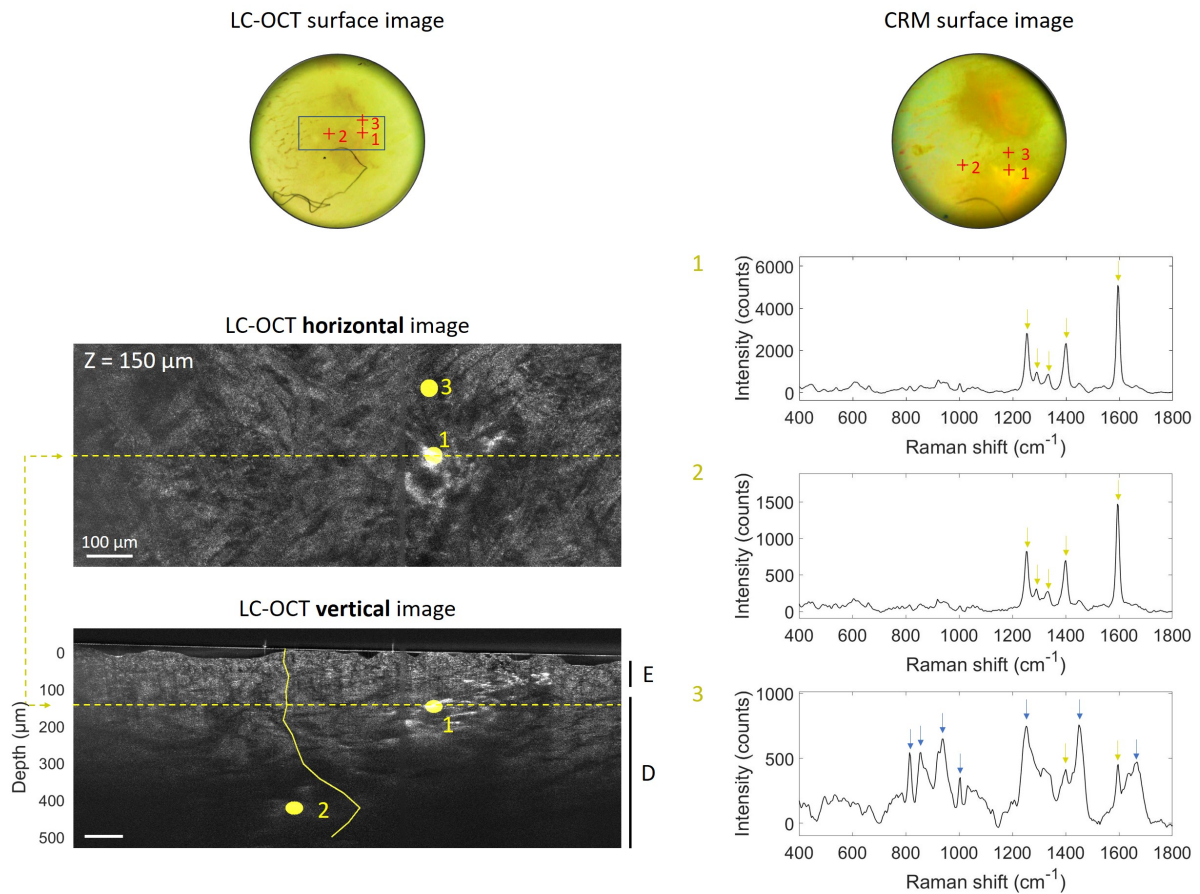 LC-OCT surface image
CRM surface image
3
2
1
3
2
1
LC-OCT horizontal image
Z = 150 µm
3
1
100 µm
LC-OCT vertical image
Depth (µm)
0
100
200
300
400
500
1
2
E
D
1
Intensity (counts)
6000
4000
2000
0
400 600 800 1000 1200 1400 1600 1800
Raman shift (cm-1)
2
Intensity (counts)
1500
1000
500
0
400 600 800 1000 1200 1400 1600 1800
Raman shift (cm-1)
3
Intensity (counts)
1000
500
0
400 600 800 1000 1200 1400 1600 1800
Raman shift (cm-1)